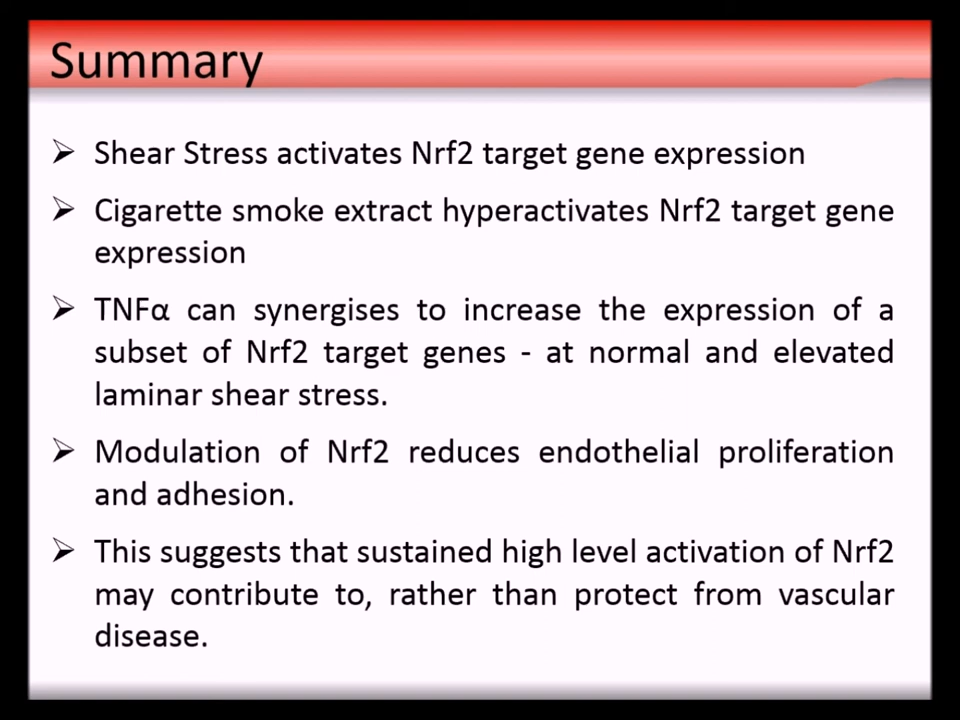 Summary
Shear Stress activates Nrf2 target gene expression
Cigarette smoke extract hyperactivates Nrf2 target gene
expression
TNFα can synergises to increase the expression of a
subset of Nrf2 target genes - at normal and elevated
laminar shear stress.
Modulation of Nrf2 reduces endothelial proliferation
and adhesion.
This suggests that sustained high level activation of Nrf2
may contribute to, rather than protect from vascular
disease.